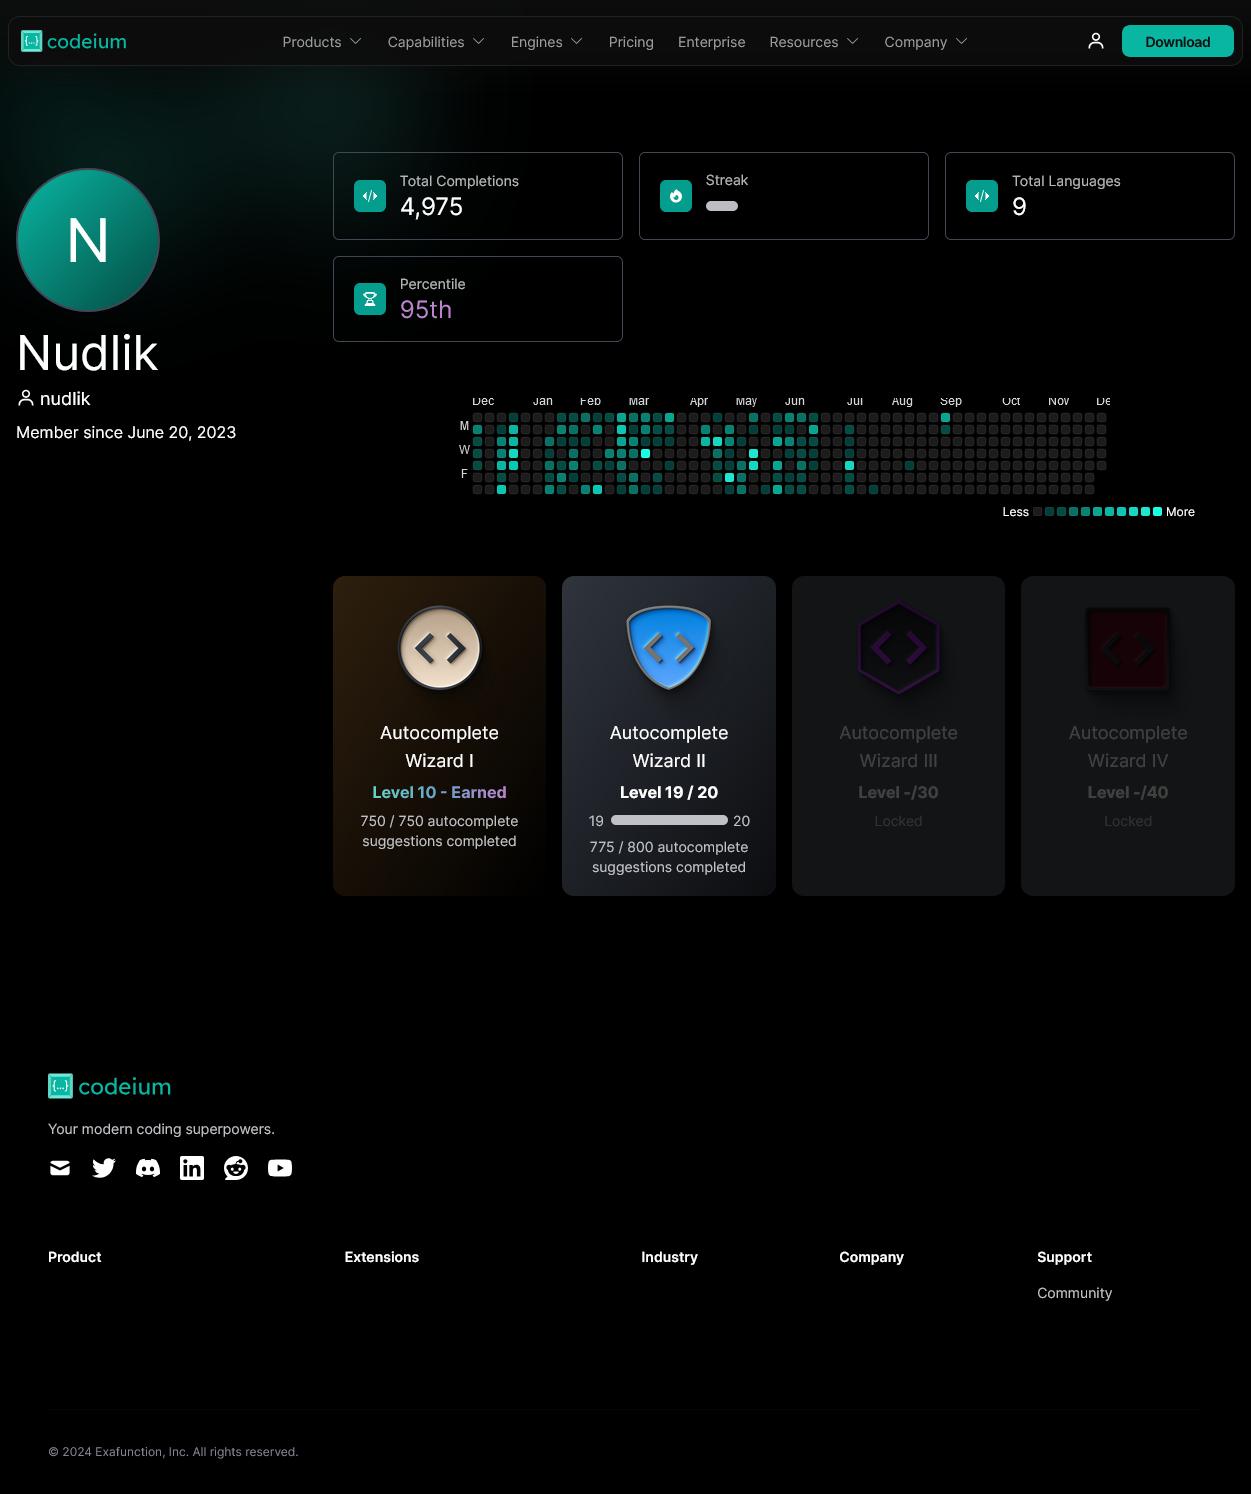 codeium
Products
Capabilities
Engines
Pricing
Enterprise
Resources
Company
Download
N
Nudlik
nudlik
Member since June 20, 2023
Total Completions
4,975
Streak
Total Languages
9
Percentile
95th
Dec Jan Feb Mar Apr May Jun Jul Aug Sep Oct Nov De
M
W
F
Less
More
Autocomplete
Wizard I
Level 10 - Earned
750 / 750 autocomplete
suggestions completed
Autocomplete
Wizard II
Level 19 / 20
19
20
775 / 800 autocomplete
suggestions completed
Autocomplete
Wizard III
Level -/30
Locked
Autocomplete
Wizard IV
Level -/40
Locked
codeium
Your modern coding superpowers.
Product
Extensions
Industry
Company
Support
Community
© 2024 Exafunction, Inc. All rights reserved.